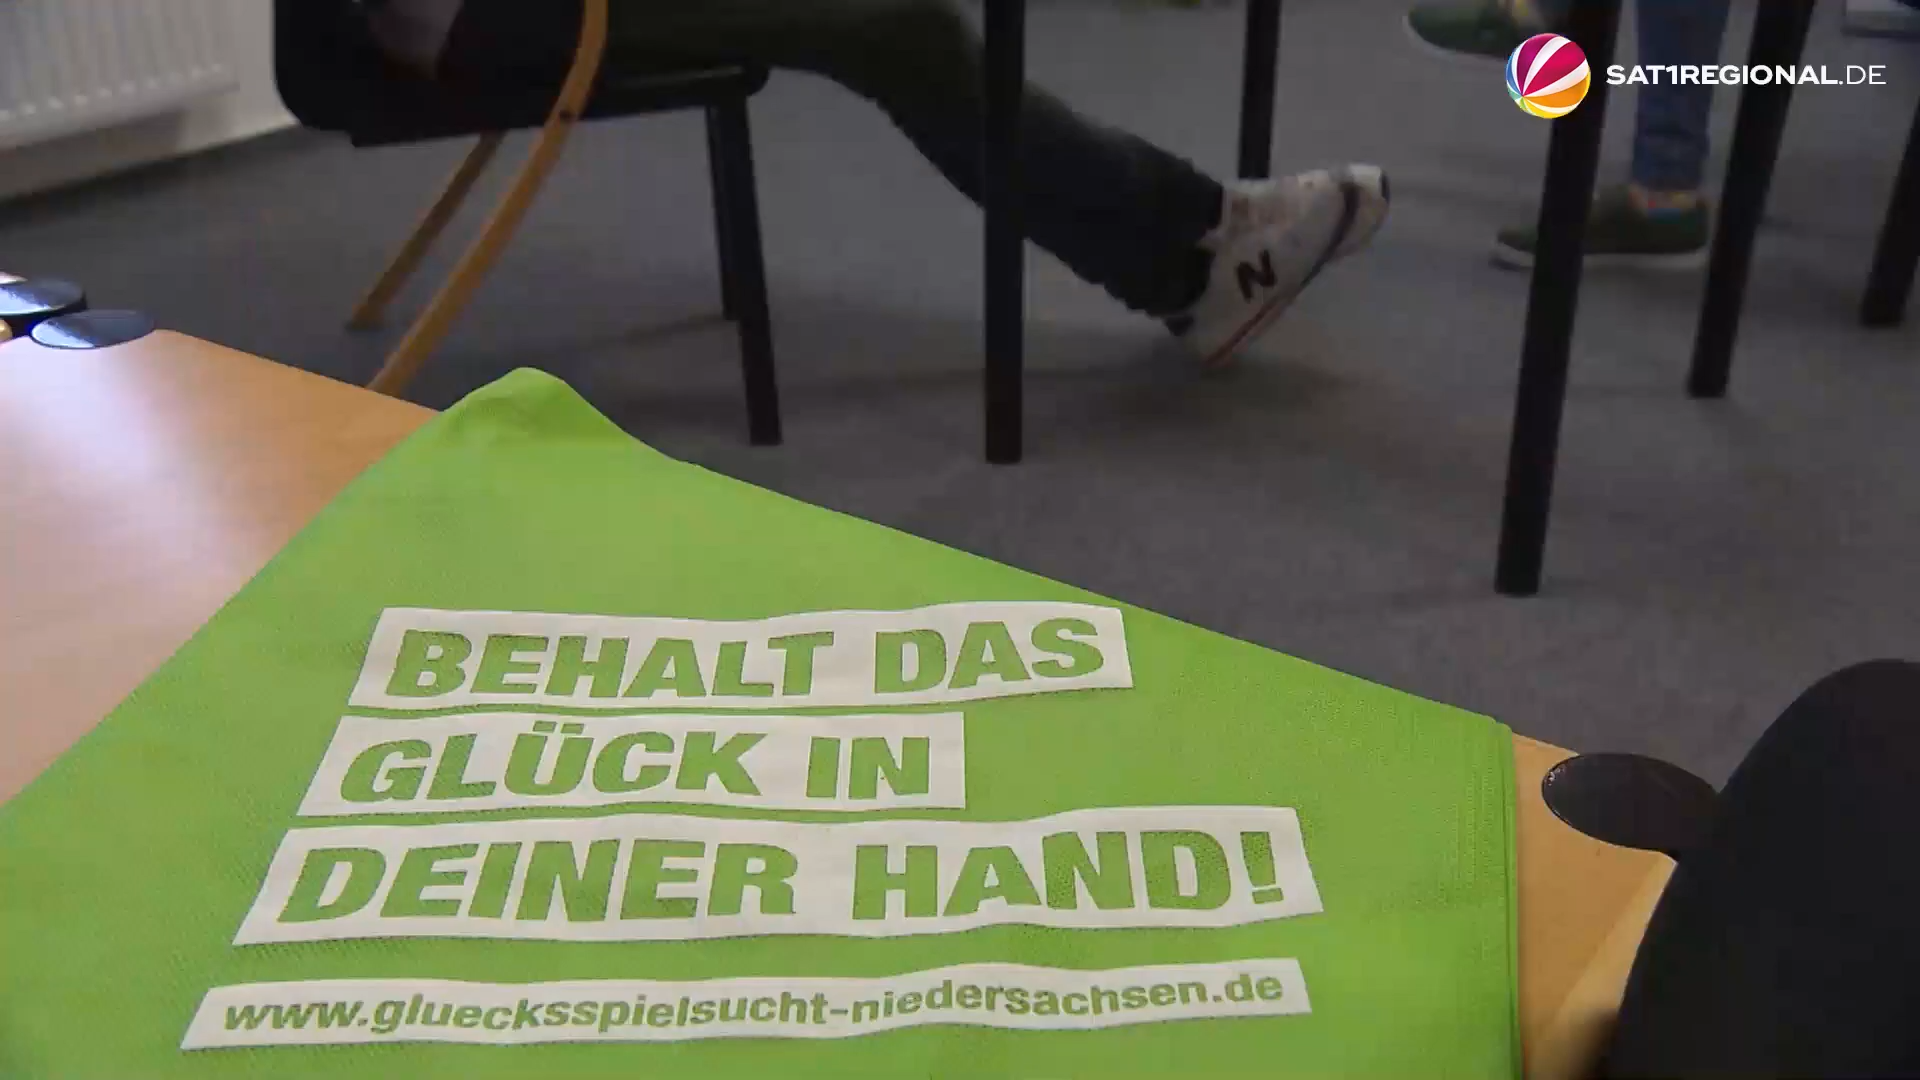 SAT1REGIONAL.DE
N
BEHALT DAS
GLÜCK IN
DEINER HAND!
www.gluecksspielsucht-niedersachsen.de